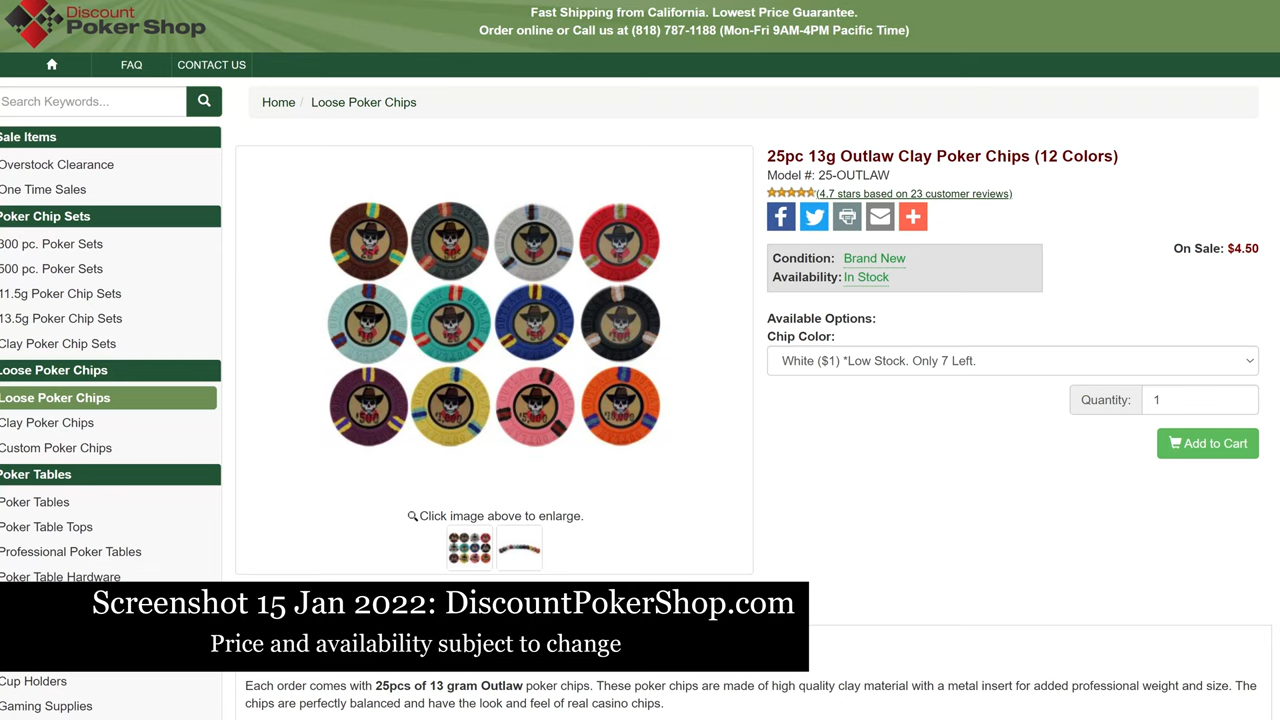 Discount
Poker Shop
Fast Shipping from California. Lowest Price Guarantee.
Order online or Call us at (818) 787-1188 (Mon-Fri 9AM-4PM Pacific Time)
FAQ
CONTACT US
Search Keywords...
Home / Loose Poker Chips
Sale Items
Overstock Clearance
One Time Sales
Poker Chip Sets
300 pc. Poker Sets
500 pc. Poker Sets
11.5g Poker Chip Sets
13.5g Poker Chip Sets
Clay Poker Chip Sets
Loose Poker Chips
Loose Poker Chips
Clay Poker Chips
Custom Poker Chips
Poker Tables
Poker Tables
Poker Table Tops
Professional Poker Tables
Poker Table Hardware
Cup Holders
Gaming Supplies
Click image above to enlarge.
25pc 13g Outlaw Clay Poker Chips (12 Colors)
Model #: 25-OUTLAW
(4.7 stars based on 23 customer reviews)
Condition: Brand New
Availability: In Stock
On Sale: $4.50
Available Options:
Chip Color:
White ($1) *Low Stock. Only 7 Left.
Quantity: 1
Add to Cart
Screenshot 15 Jan 2022: DiscountPokerShop.com
Price and availability subject to change
Each order comes with 25pcs of 13 gram Outlaw poker chips. These poker chips are made of high quality clay material with a metal insert for added professional weight and size. The
chips are perfectly balanced and have the look and feel of real casino chips.